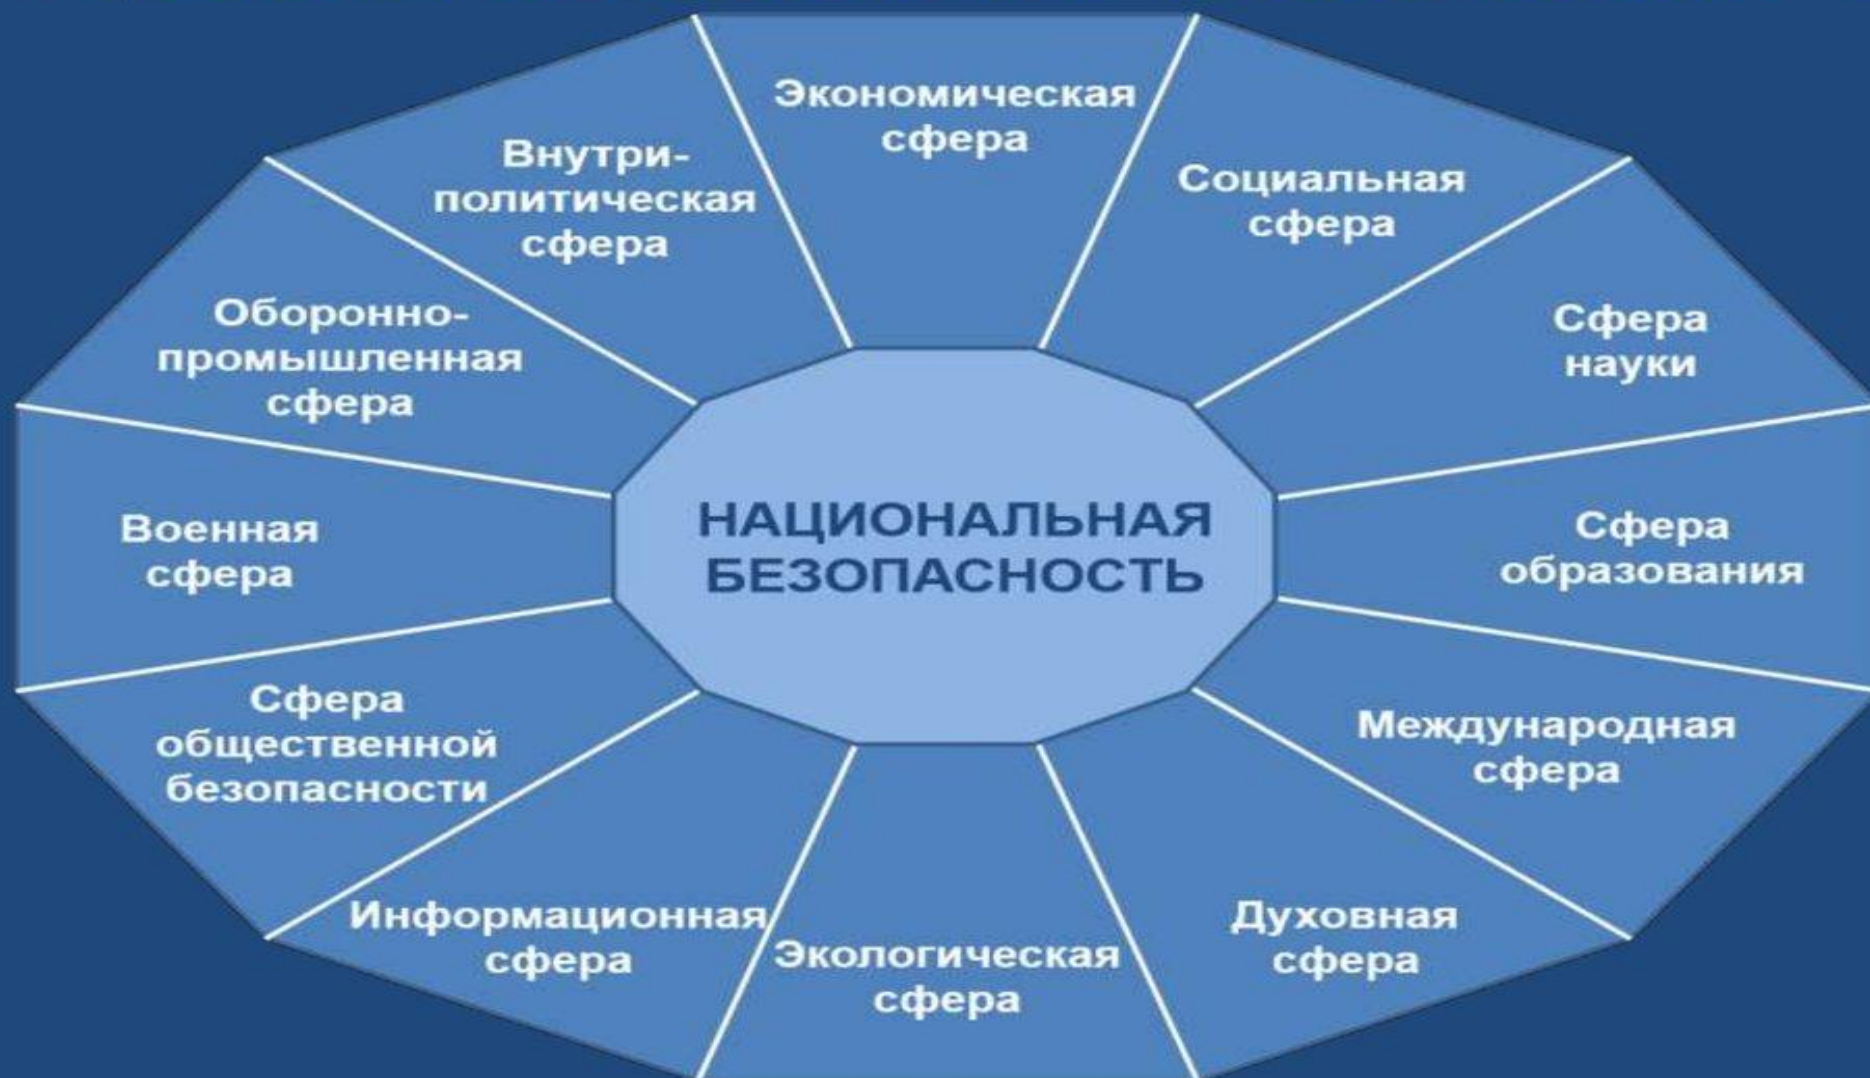 Экономическая
сфера
Социальная
сфера
Сфера
науки
Сфера
образования
Международная
сфера
Духовная
сфера
Экологическая
сфера
Информационная
сфера
Сфера
общественной
безопасности
Военная
сфера
Оборонно-
промышленная
сфера
Внутри-
политическая
сфера
НАЦИОНАЛЬНАЯ
БЕЗОПАСНОСТЬ